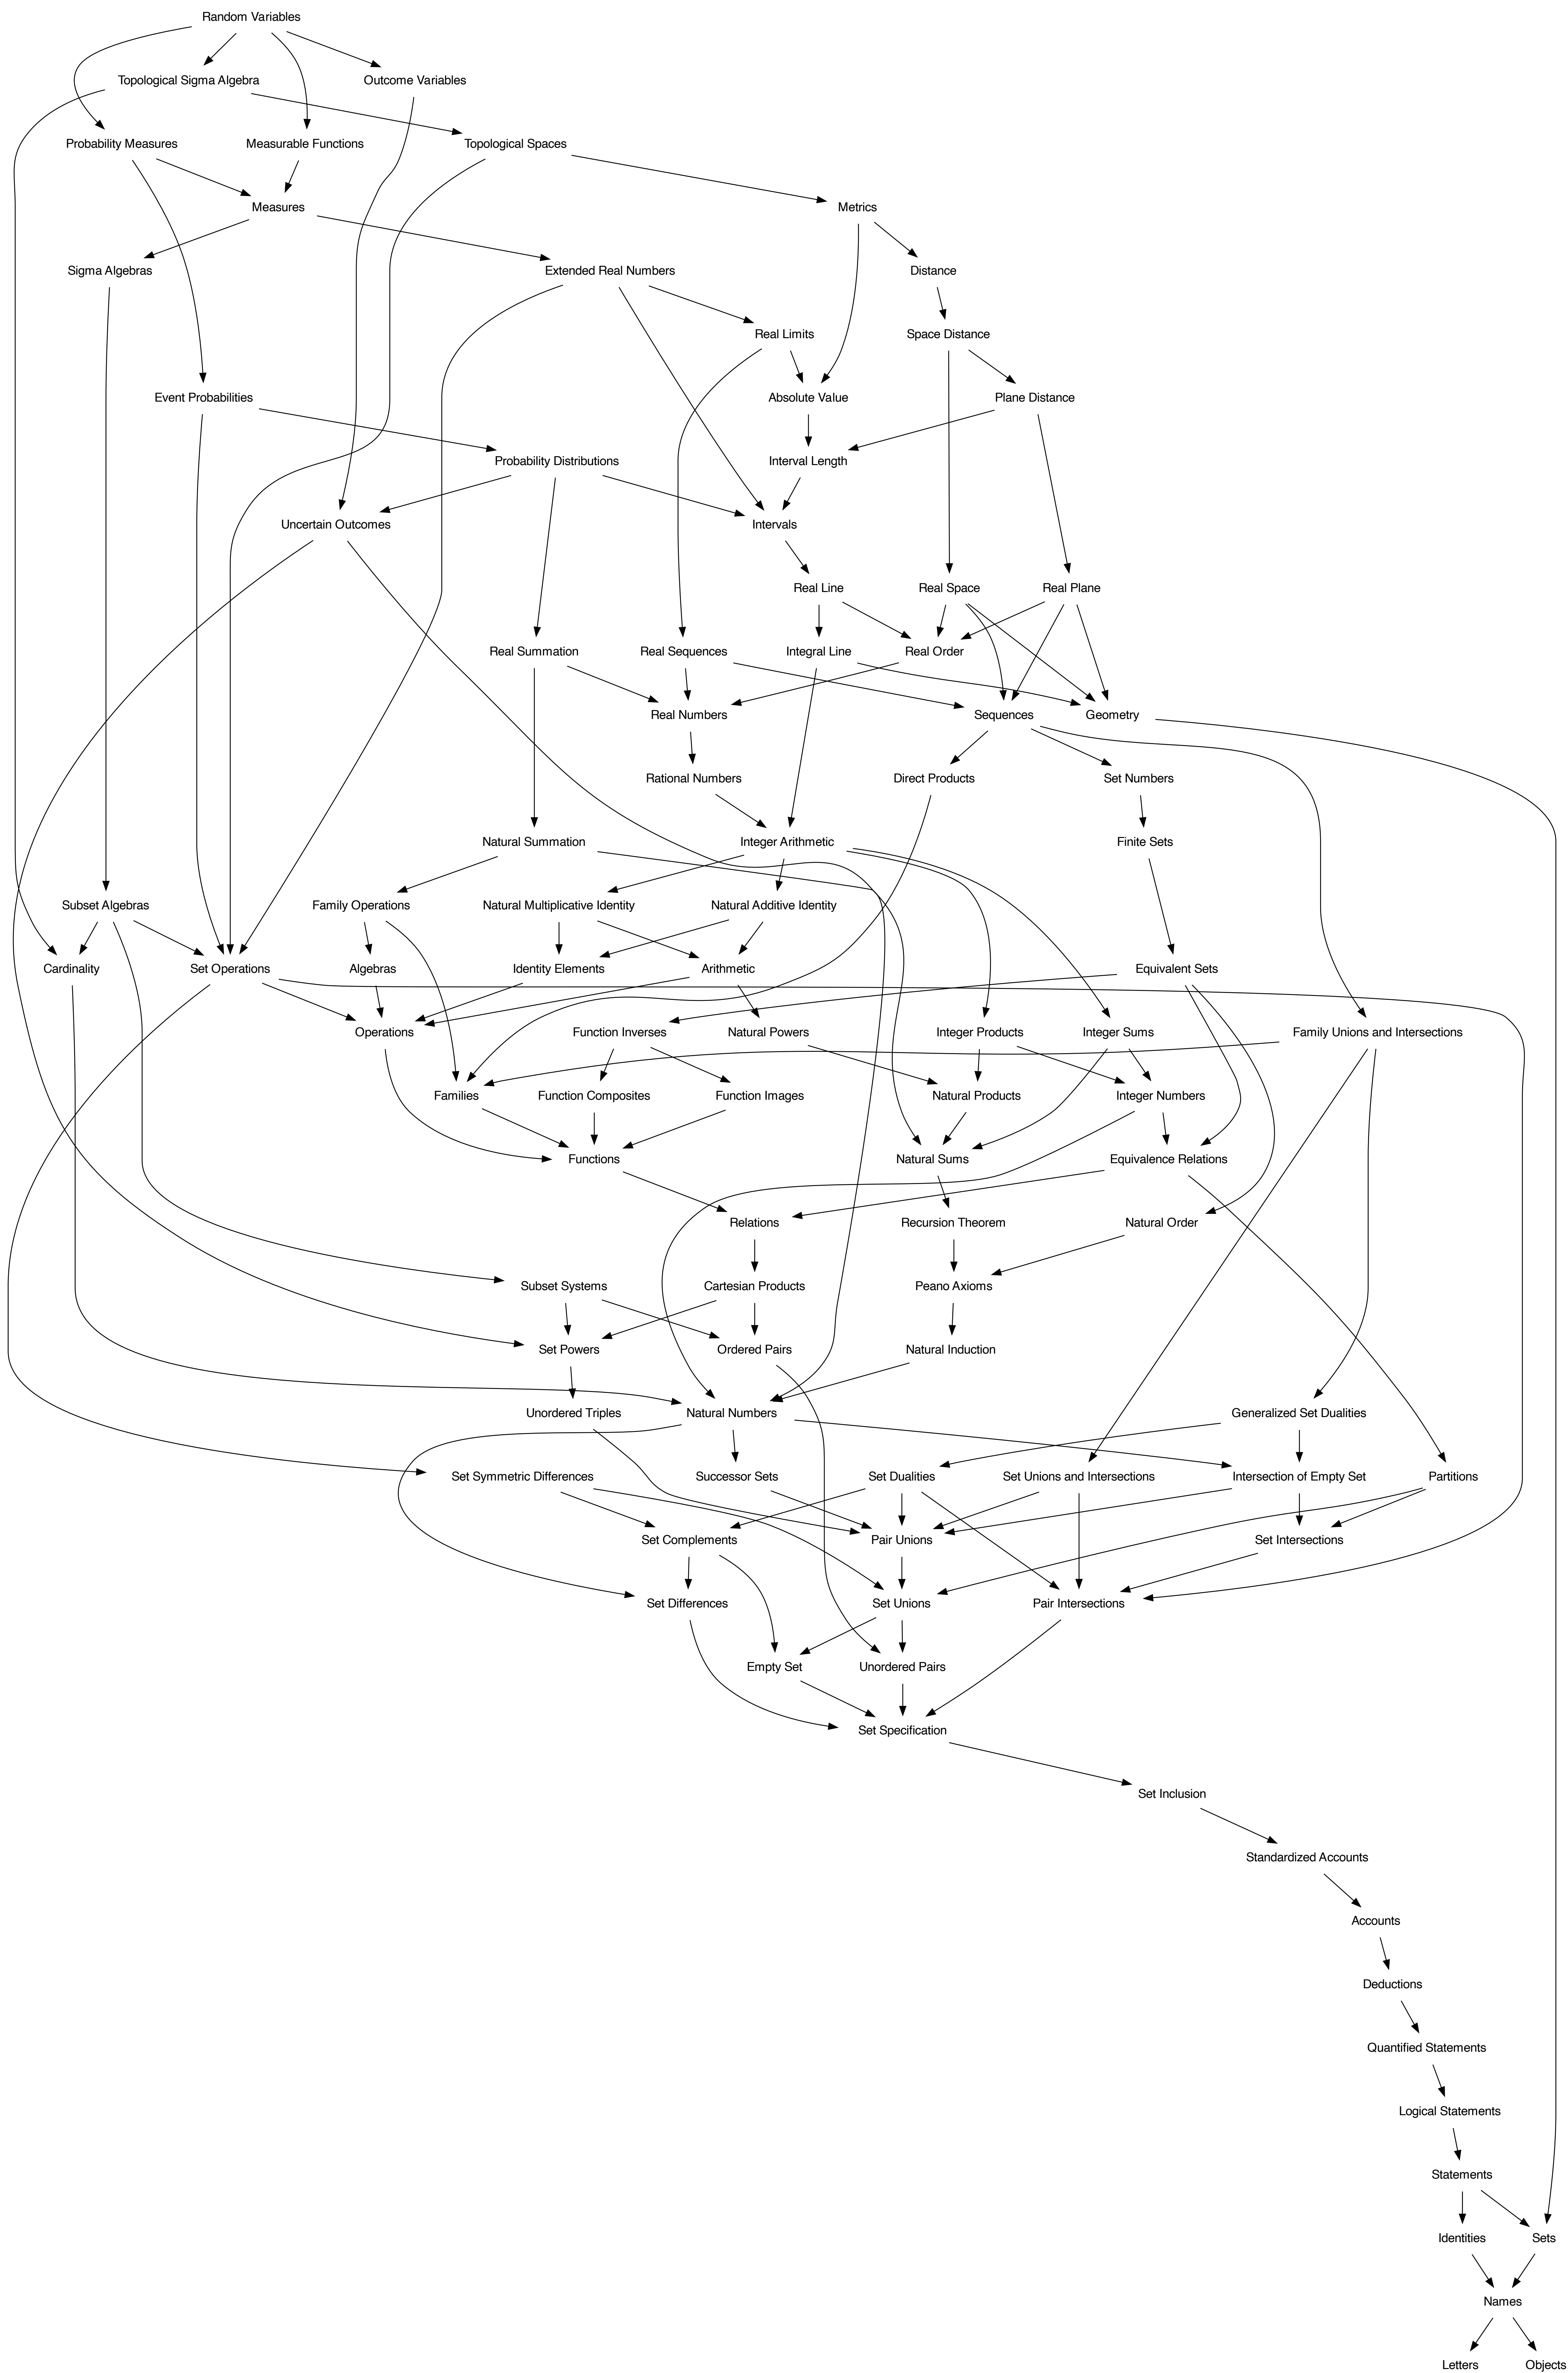 Random Variables
Topological Sigma Algebra
Outcome Variables
Probability Measures
Measurable Functions
Topological Spaces
Measures
Metrics
Sigma Algebras
Extended Real Numbers
Distance
Real Limits
Space Distance
Event Probabilities
Absolute Value
Plane Distance
Probability Distributions
Interval Length
Uncertain Outcomes
Intervals
Real Line
Real Space
Real Plane
Real Summation
Real Sequences
Integral Line
Real Order
Real Numbers
Sequences
Geometry
Rational Numbers
Direct Products
Set Numbers
Natural Summation
Integer Arithmetic
Finite Sets
Subset Algebras
Family Operations
Natural Multiplicative Identity
Natural Additive Identity
Cardinality
Set Operations
Algebras
Identity Elements
Arithmetic
Equivalent Sets
Operations
Function Inverses
Natural Powers
Integer Products
Integer Sums
Family Unions and Intersections
Families
Function Composites
Function Images
Natural Products
Integer Numbers
Functions
Natural Sums
Equivalence Relations
Relations
Recursion Theorem
Natural Order
Subset Systems
Cartesian Products
Peano Axioms
Set Powers
Ordered Pairs
Natural Induction
Unordered Triples
Natural Numbers
Generalized Set Dualities
Set Symmetric Differences
Successor Sets
Set Dualities
Set Unions and Intersections
Intersection of Empty Set
Partitions
Set Complements
Pair Unions
Set Intersections
Set Differences
Set Unions
Pair Intersections
Empty Set
Unordered Pairs
Set Specification
Set Inclusion
Standardized Accounts
Accounts
Deductions
Quantified Statements
Logical Statements
Statements
Identities
Sets
Names
Letters
Objects